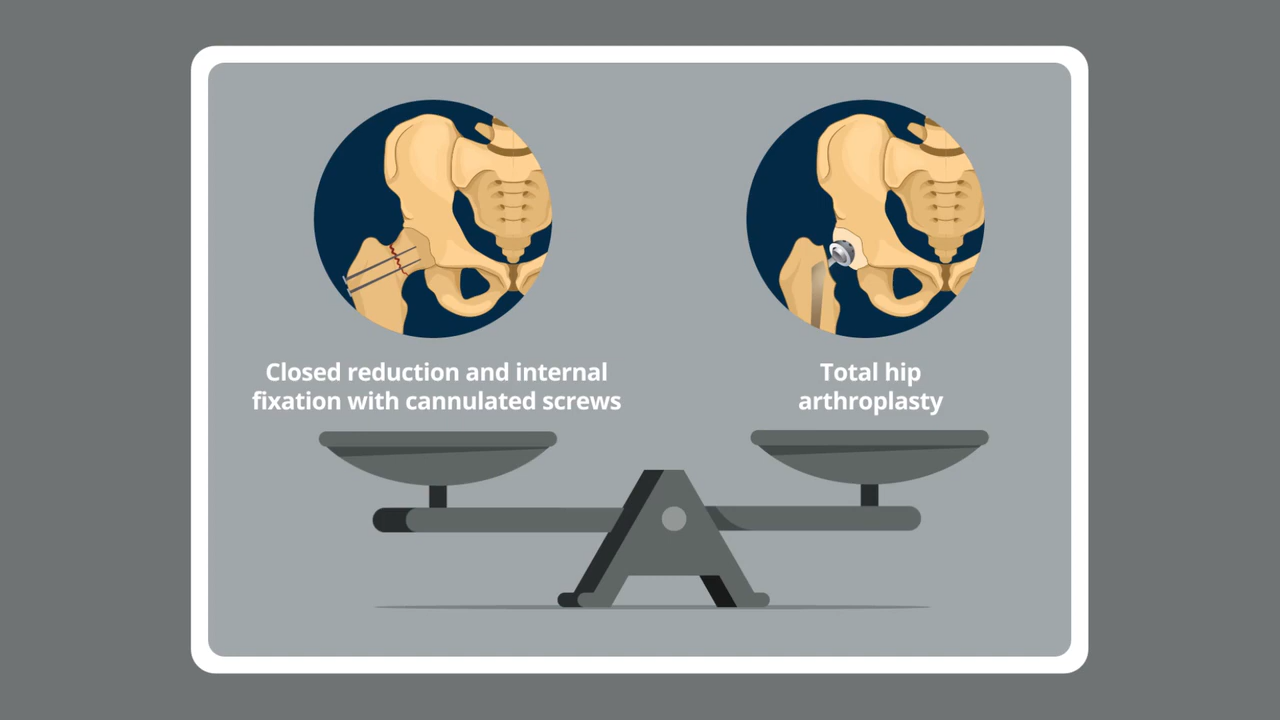 Closed reduction and internal
fixation with cannulated screws
Total hip
arthroplasty